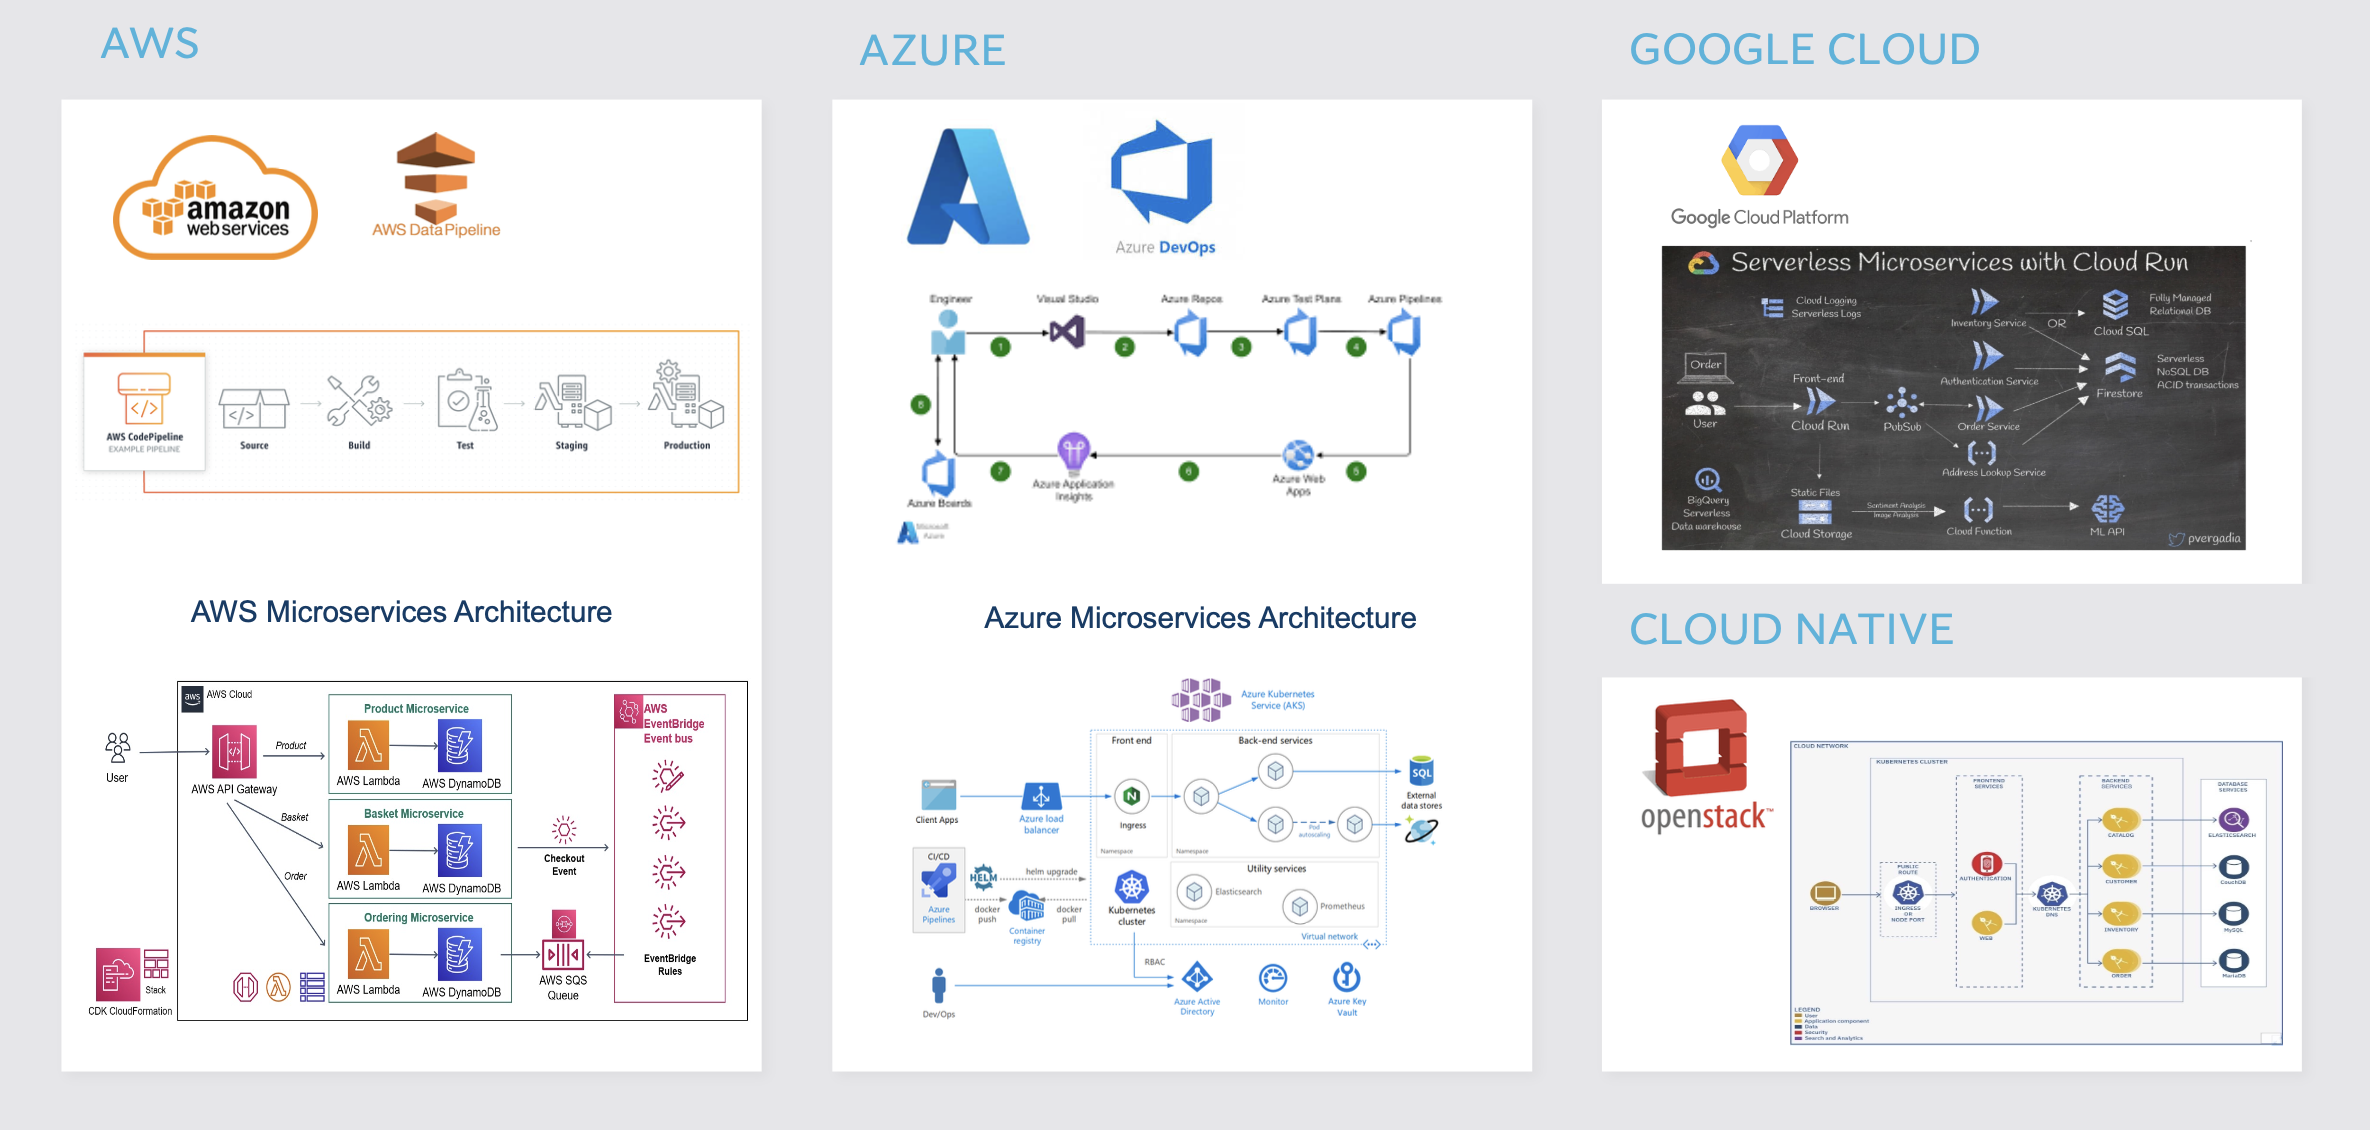 AWS
amazon
web services
AWS Data Pipeline
AWS CodePipeline
EXAMPLE PIPELINE
Source
Build
Test
Staging
Production
AWS Microservices Architecture
aws
AWS Cloud
User
AWS API Gateway
Product
Basket
Order
Product Microservice
AWS Lambda
AWS DynamoDB
Basket Microservice
AWS Lambda
AWS DynamoDB
Ordering Microservice
AWS Lambda
AWS DynamoDB
Checkout
Event
AWS SQS
Queue
AWS
EventBridge
Event bus
EventBridge
Rules
Stack
CDK CloudFormation
AZURE
Azure DevOps
Engineer
Visual Studio
Azure Repos
Azure Test Plans
Azure Pipelines
1
2
3
4
8
7
6
5
Azure Boards
Azure Application
Insights
Azure Web
Apps
Microsoft
Azure
Azure Microservices Architecture
Azure Kubernetes
Service (AKS)
Front end
Back-end services
Client Apps
Azure load
balancer
N
Ingress
Pod
autoscaling
Namespace
Namespace
SQL
External
data stores
CI/CD
Azure
Pipelines
HELM
helm upgrade
docker
push
docker
pull
Container
registry
Kubernetes
cluster
Utility services
Elasticsearch
Prometheus
Namespace
Virtual network
RBAC
Dev/Ops
Azure Active
Directory
Monitor
Azure Key
Vault
GOOGLE CLOUD
Google Cloud Platform
Serverless Microservices with Cloud Run
Cloud Logging
Serverless Logs
Inventory Service
OR
Cloud SQL
Fully Managed
Relational DB
Order
User
Front-end
Cloud Run
PubSub
Authentication Service
Order Service
Address Lookup Service
Firestore
Serverless
NoSQL DB
ACID transactions
BigQuery
Serverless
Data warehouse
Static Files
Cloud Storage
Sentiment Analysis
Image Analysis
Cloud Function
ML API
pvergadia
CLOUD NATIVE
openstack™
CLOUD NETWORK
KUBERNETES CLUSTER
BROWSER
PUBLIC
ROUTE
INGRESS
OR
NODE PORT
FRONTEND
SERVICES
AUTHENTICATION
WEB
KUBERNETES
DNS
BACKEND
SERVICES
CATALOG
CUSTOMER
INVENTORY
ORDER
DATABASE
SERVICES
ELASTICSEARCH
CouchDB
MySQL
MariaDB
LEGEND
User
Application component
Data
Security
Search and Analytics